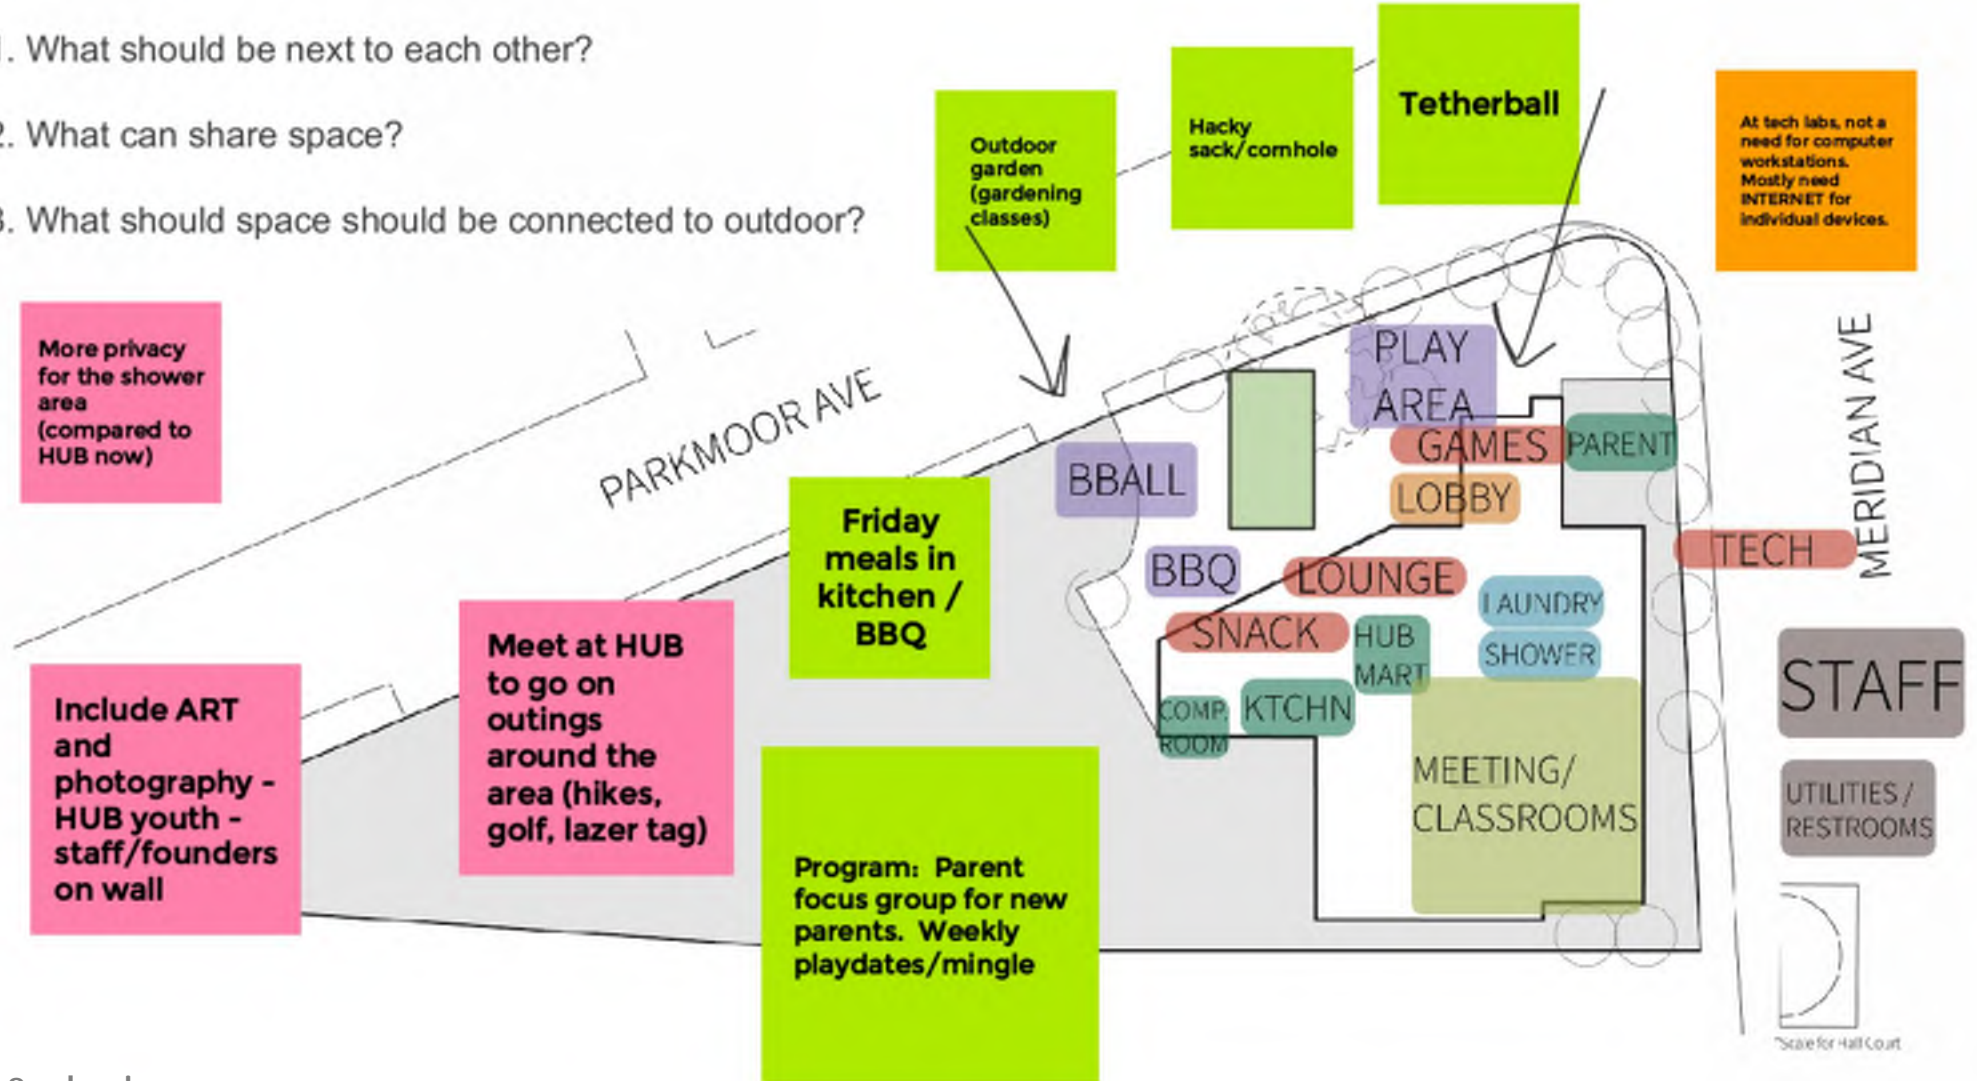 . What should be next to each other?
2. What can share space?
3. What should space should be connected to outdoor?
Outdoor
garden
(gardening
classes)
Hacky
sack/cornhole
Tetherball
At tech labs, not a
need for computer
workstations.
Mostly need
INTERNET for
individual devices.
More privacy
for the shower
area
(compared to
HUB now)
PARKMOOR AVE
MERIDIAN AVE
PLAY
AREA
GAMES
PARENT
BBALL
LOBBY
Friday
meals in
kitchen /
BBQ
BBQ
LOUNGE
TECH
LAUNDRY
SNACK
HUB
MART
SHOWER
STAFF
Meet at HUB
to go on
outings
around the
area (hikes,
golf, lazer tag)
Include ART
and
photography -
HUB youth -
staff/founders
on wall
COMP.
ROOM
KTCHN
MEETING/
CLASSROOMS
UTILITIES /
RESTROOMS
Program: Parent
focus group for new
parents. Weekly
playdates/mingle
*Scale for Half Court